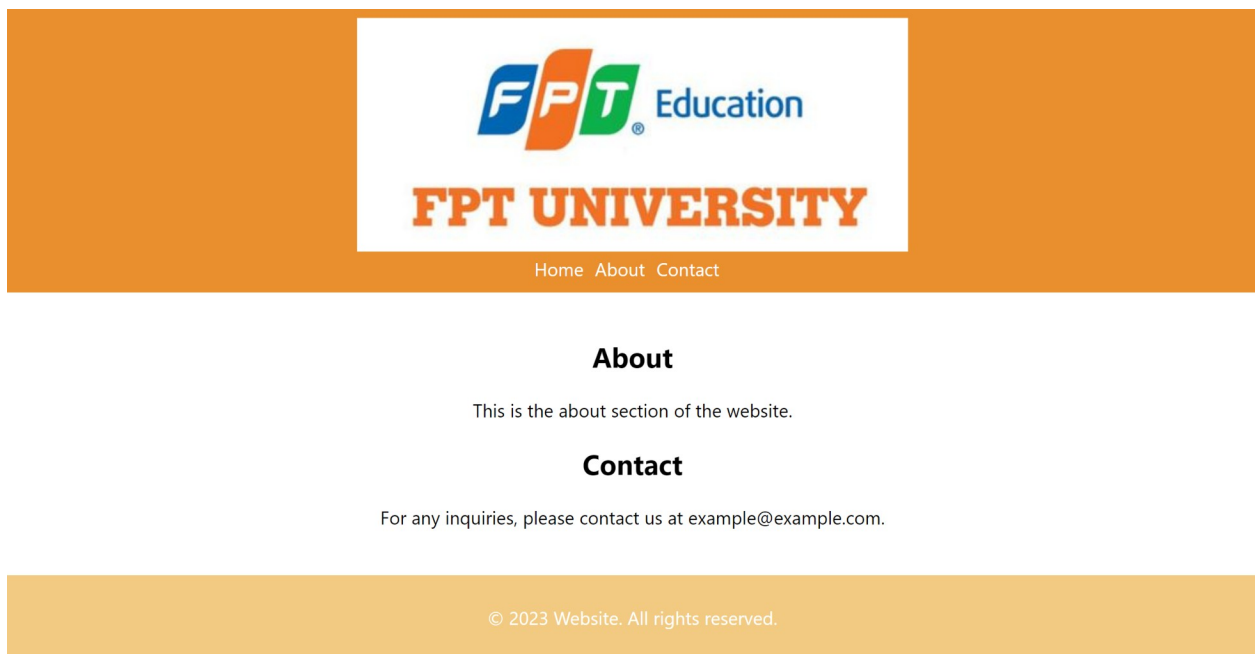 FPT® Education
FPT UNIVERSITY
Home About Contact
About
This is the about section of the website.
Contact
For any inquiries, please contact us at example@example.com.
© 2023 Website. All rights reserved.